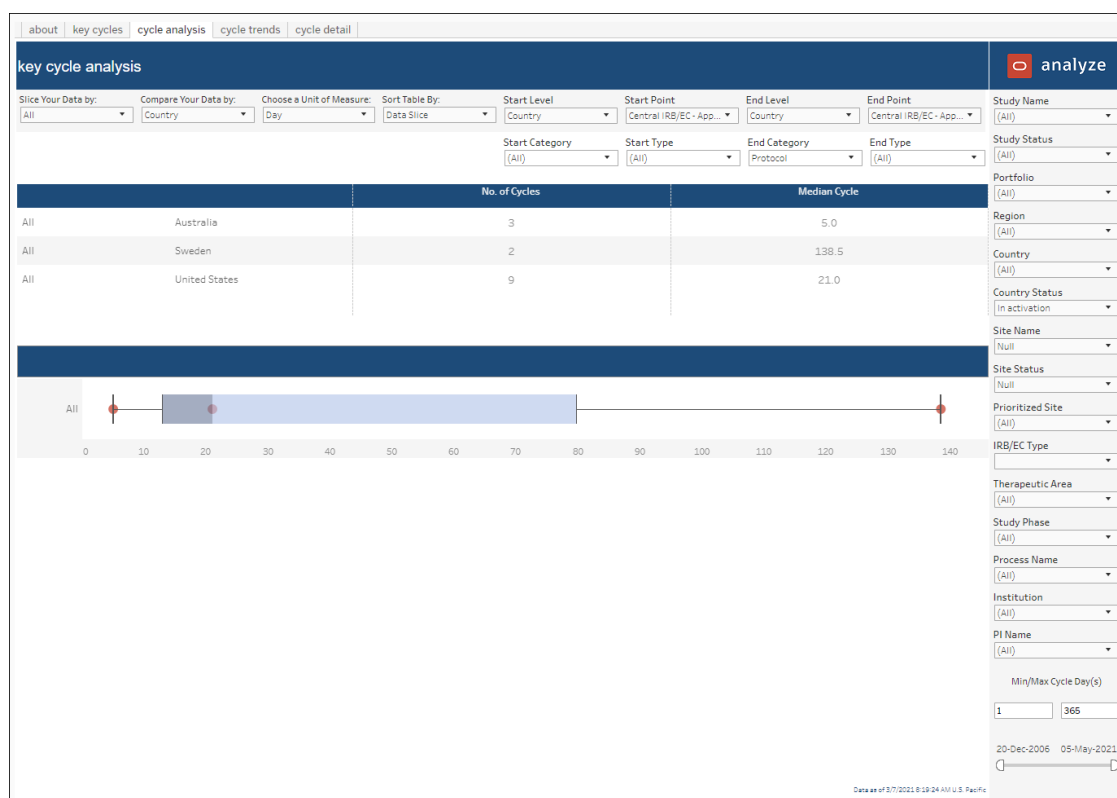 about key cycles cycle analysis cycle trends cycle detail
key cycle analysis
analyze
Slice Your Data by: Compare Your Data by: Choose a Unit of Measure: Sort Table By: Start Level Start Point End Level End Point
All Country Day Data Slice Country Central IRB/EC - App... Country Central IRB/EC - App...
Start Category Start Type End Category End Type
(All) (All) Protocol (All)
No. of Cycles Median Cycle
All Australia 3 5.0
All Sweden 2 138.5
All United States 9 21.0
All
0 10 20 30 40 50 60 70 80 90 100 110 120 130 140
Study Name
(All)
Study Status
(All)
Portfolio
(All)
Region
(All)
Country
(All)
Country Status
In activation
Site Name
Null
Site Status
Null
Prioritized Site
(All)
IRB/EC Type
Therapeutic Area
(All)
Study Phase
(All)
Process Name
(All)
Institution
(All)
PI Name
(All)
Min/Max Cycle Day(s)
1 365
20-Dec-2006 05-May-2021
Data as of 3/7/2021 8:19:24 AM U.S. Pacific